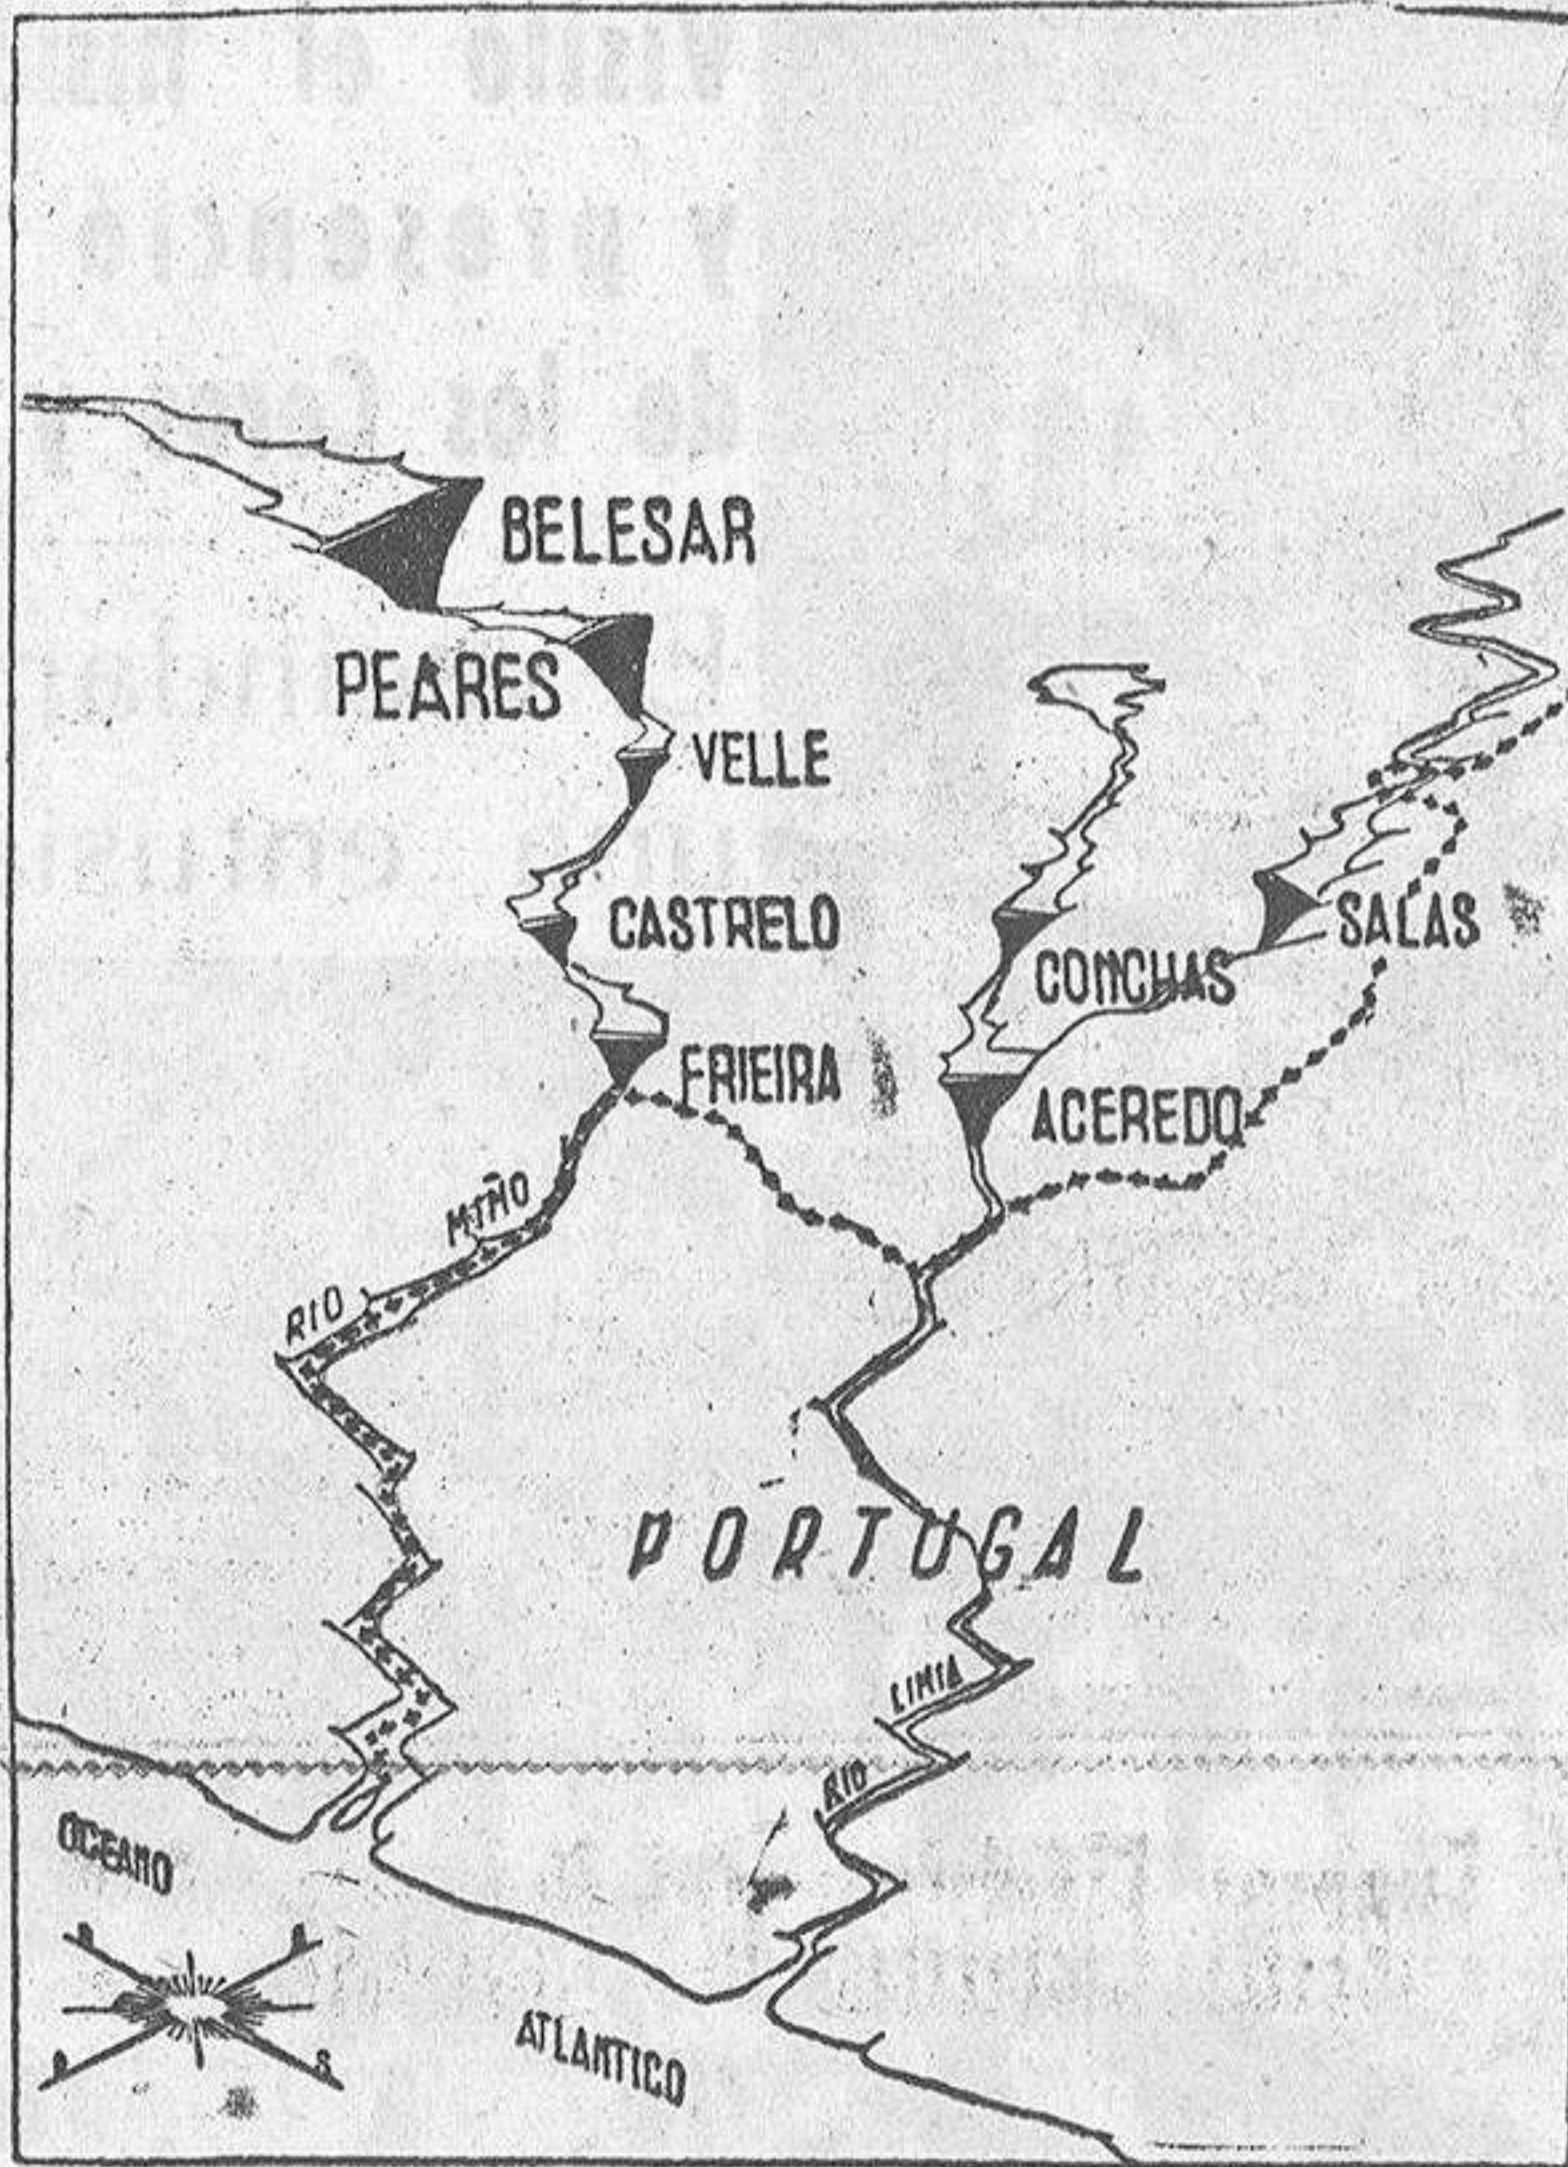 BELESAR
PEARES
VELLE
CASTRELO
SALAS
CONCHAS
FRIEIRA
ACEREDO
RIO MIÑO
PORTUGAL
RIO LIMIA
OCEANO
ATLANTICO
S